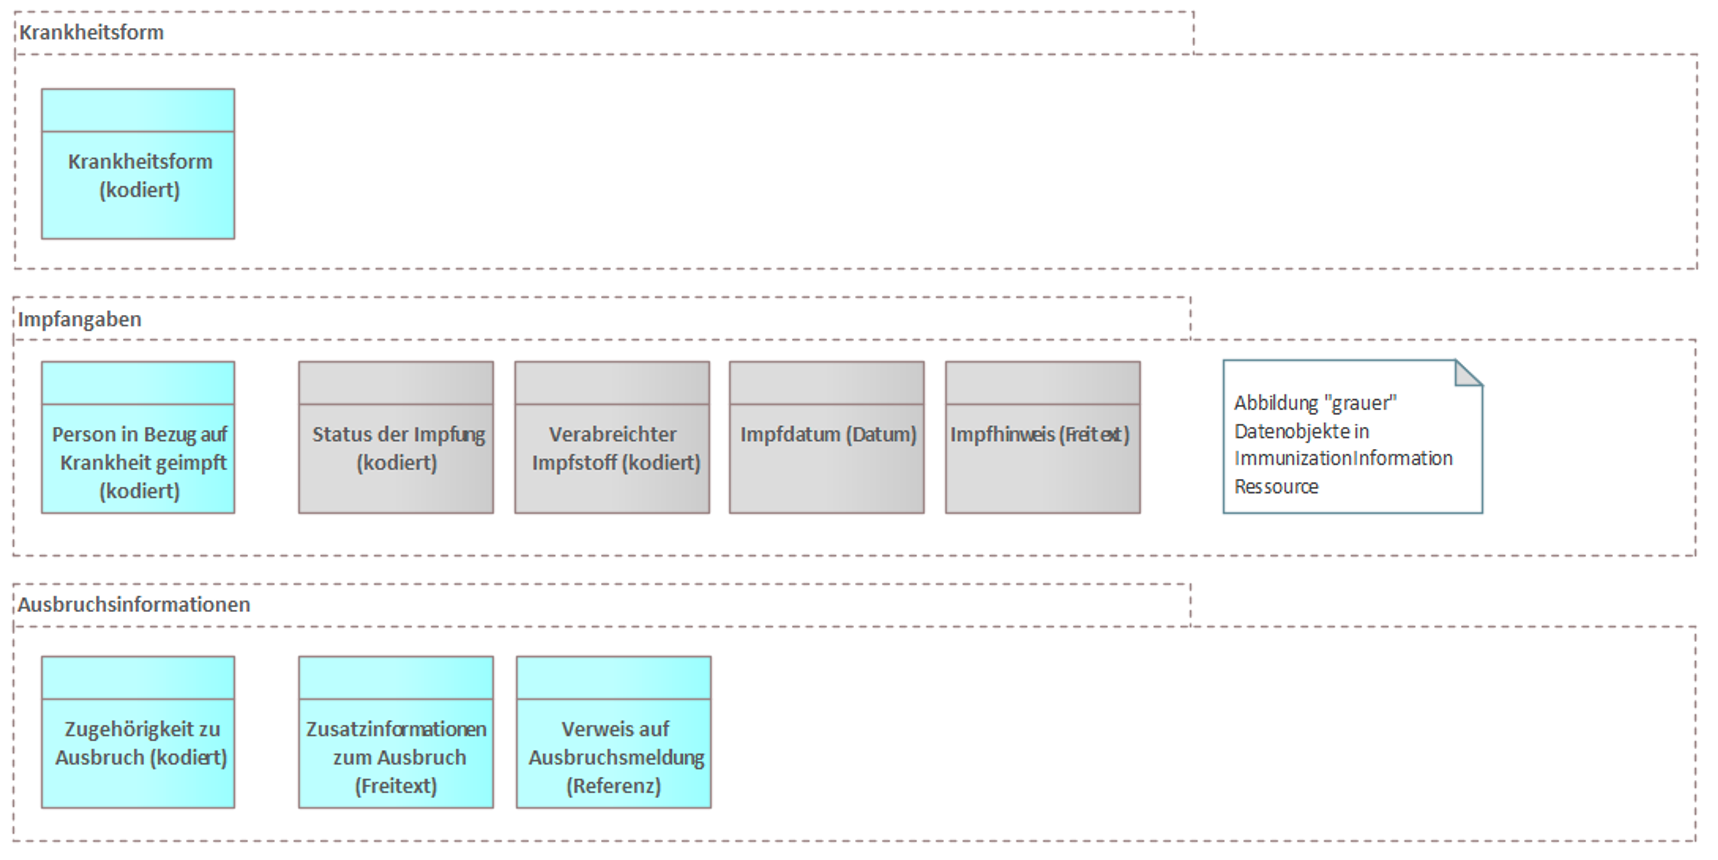 Krankheitsform
Krankheitsform
(kodiert)
Impfangaben
Person in Bezug auf
Krankheit geimpft
(kodiert)
Status der Impfung
(kodiert)
Verabreichter
Impfstoff (kodiert)
Impfdatum (Datum)
Impfhinweis (Freitext)
Abbildung "grauer"
Datenobjekte in
ImmunizationInformation
Ressource
Ausbruchsinformationen
Zugehörigkeit zu
Ausbruch (kodiert)
Zusatzinformationen
zum Ausbruch
(Freitext)
Verweis auf
Ausbruchsmeldung
(Referenz)